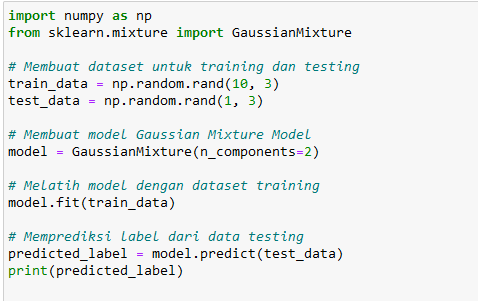 import numpy as np
from sklearn.mixture import GaussianMixture
# Membuat dataset untuk training dan testing
train_data = np.random.rand(10, 3)
test_data = np.random.rand(1, 3)
# Membuat model Gaussian Mixture Model
model = GaussianMixture(n_components=2)
# Melatih model dengan dataset training
model.fit(train_data)
# Memprediksi label dari data testing
predicted_label = model.predict(test_data)
print(predicted_label)